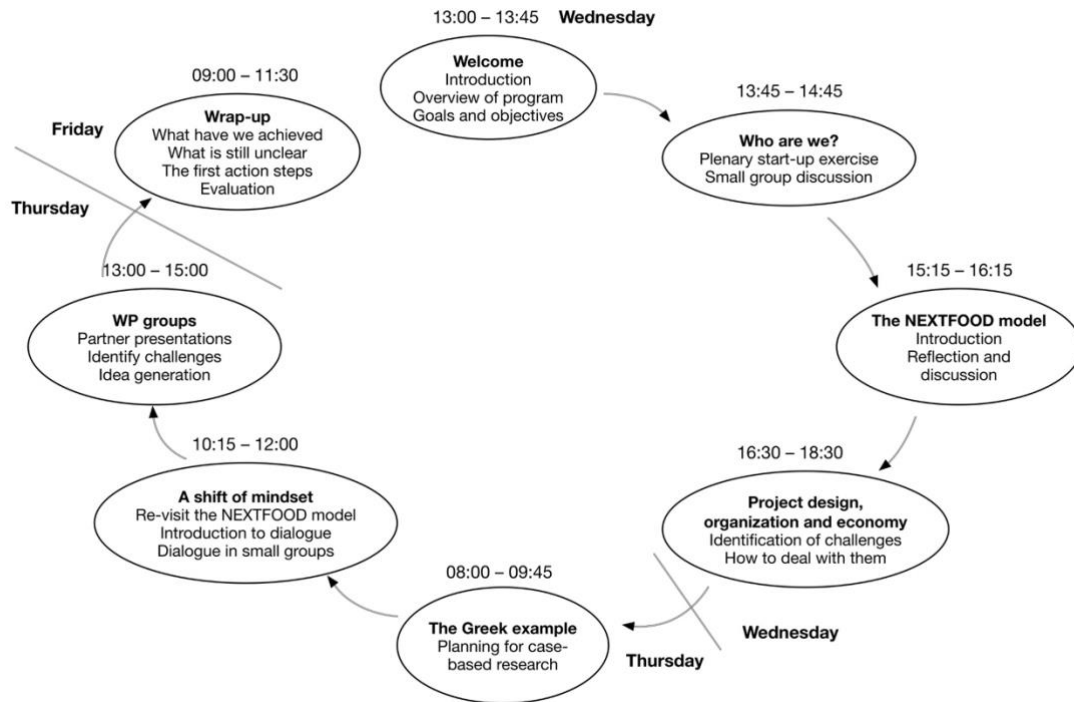 13:00 – 13:45 Wednesday
Welcome
Introduction
Overview of program
Goals and objectives
13:45 – 14:45
Who are we?
Plenary start-up exercise
Small group discussion
15:15 – 16:15
The NEXTFOOD model
Introduction
Reflection and
discussion
16:30 – 18:30
Project design,
organization and economy
Identification of challenges
How to deal with them
Wednesday
Thursday
08:00 – 09:45
The Greek example
Planning for case-
based research
10:15 – 12:00
A shift of mindset
Re-visit the NEXTFOOD model
Introduction to dialogue
Dialogue in small groups
13:00 – 15:00
WP groups
Partner presentations
Identify challenges
Idea generation
Thursday
Friday
09:00 – 11:30
Wrap-up
What have we achieved
What is still unclear
The first action steps
Evaluation